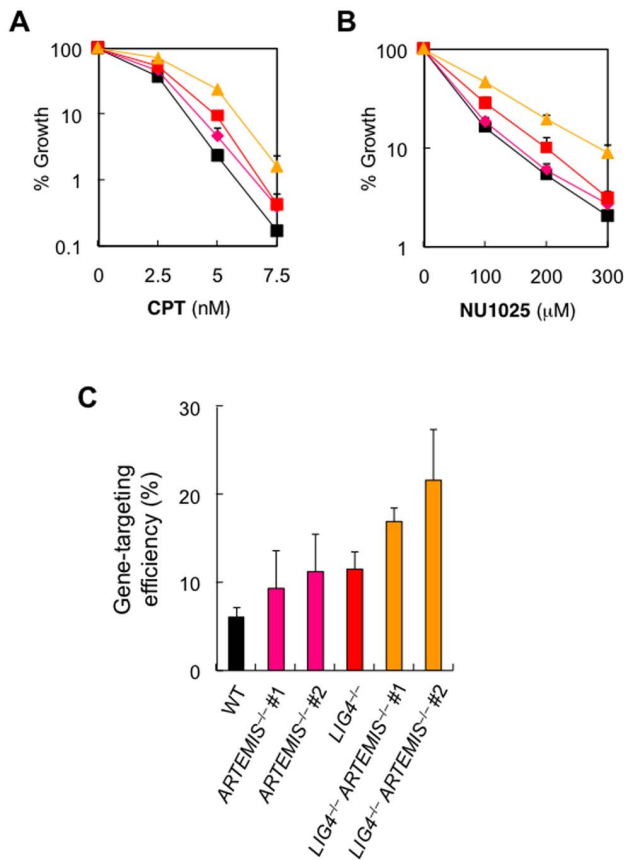 A
100
10
1
0.1
% Growth
0 2.5 5 7.5
CPT (nM)
B
100
10
1
% Growth
0 100 200 300
NU1025 (μM)
C
30
20
10
0
Gene-targeting
efficiency (%)
WT
ARTEMIS–/– #1
ARTEMIS–/– #2
LIG4–/–
LIG4–/– ARTEMIS–/– #1
LIG4–/– ARTEMIS–/– #2